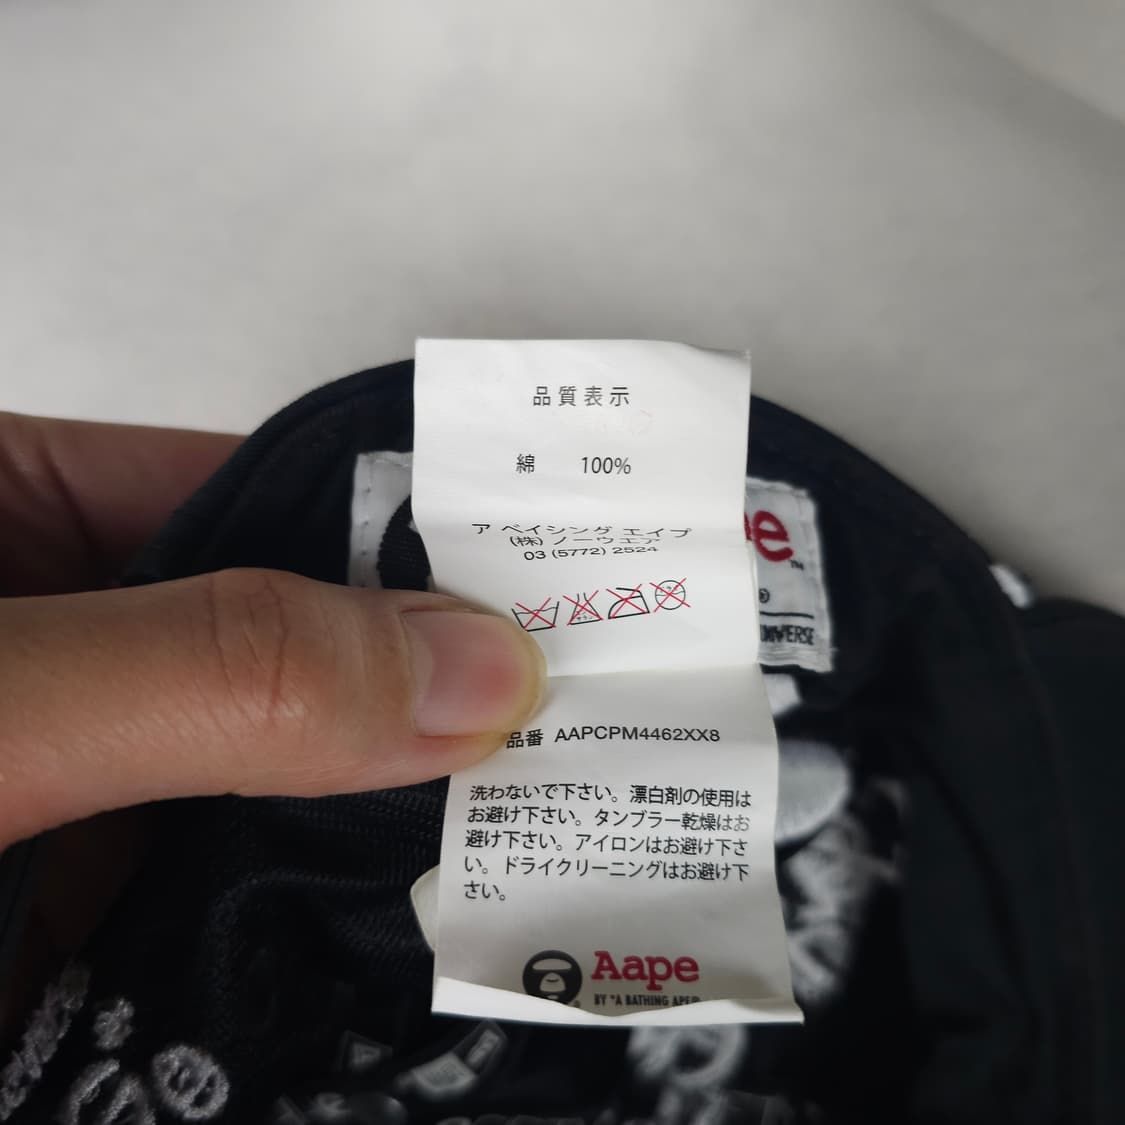 品質表示
綿 100%
ア ベイシング エイプ
(株) ノーウェア
03 (5772) 2524
品番 AAPCPM4462XX8
洗わないで下さい。漂白剤の使用は
お避け下さい。タンブラー乾燥はお
避け下さい。アイロンはお避け下さ
い。ドライクリーニングはお避け下
さい。
Aape
BY *A BATHING APE®
pe™
®
UNIVERSE